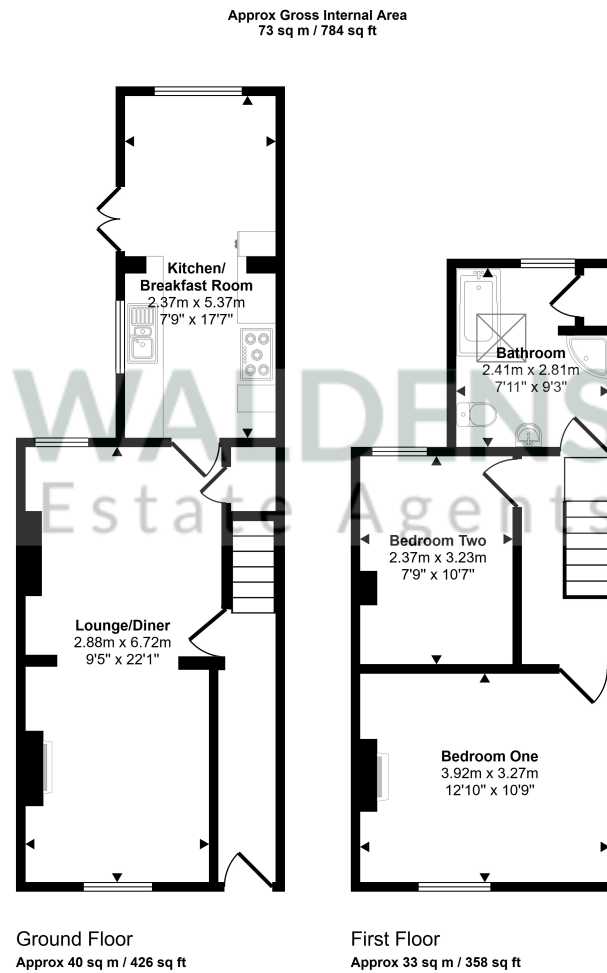 Approx Gross Internal Area
73 sq m / 784 sq ft
Kitchen/
Breakfast Room
2.37m x 5.37m
7'9" x 17'7"
Bathroom
2.41m x 2.81m
7'11" x 9'3"
WALDENS
Estate Agents
Bedroom Two
2.37m x 3.23m
7'9" x 10'7"
Lounge/Diner
2.88m x 6.72m
9'5" x 22'1"
Bedroom One
3.92m x 3.27m
12'10" x 10'9"
Ground Floor
Approx 40 sq m / 426 sq ft
First Floor
Approx 33 sq m / 358 sq ft